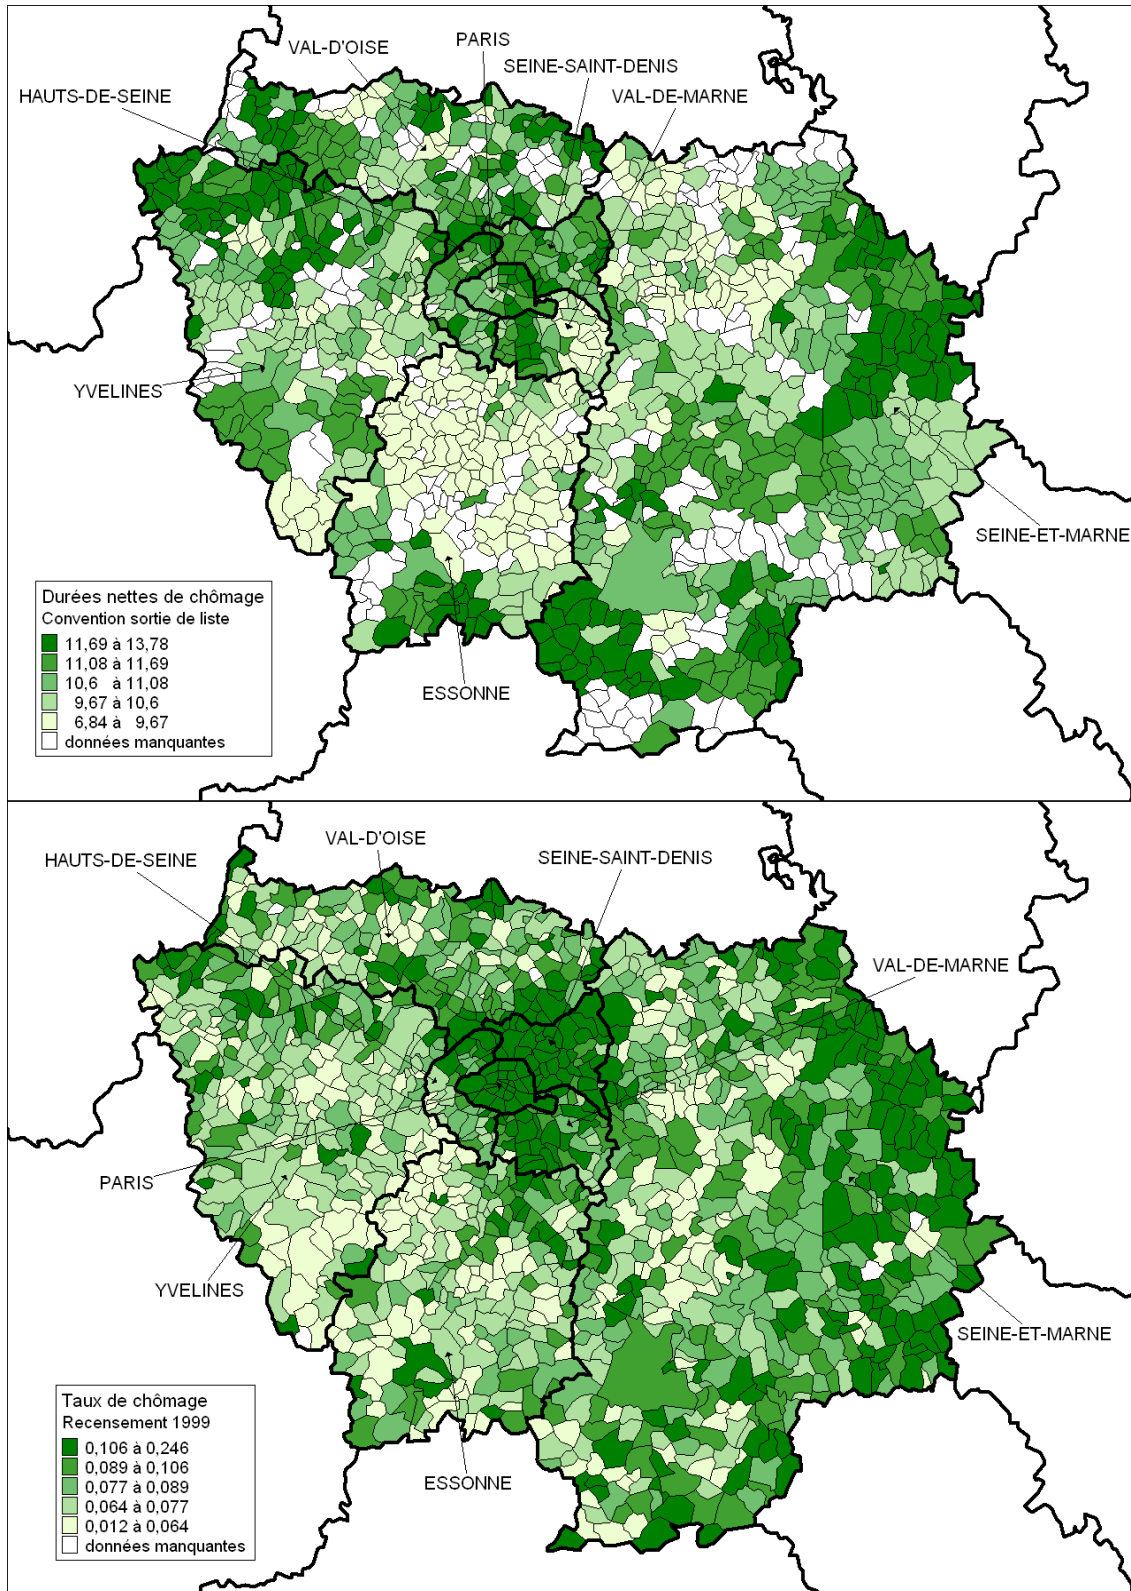 VAL-D'OISE
PARIS
SEINE-SAINT-DENIS
HAUTS-DE-SEINE
VAL-DE-MARNE
YVELINES
SEINE-ET-MARNE
ESSONNE
Durées nettes de chômage
Convention sortie de liste
11,69 à 13,78
11,08 à 11,69
10,6 à 11,08
9,67 à 10,6
6,84 à 9,67
données manquantes
VAL-D'OISE
HAUTS-DE-SEINE
SEINE-SAINT-DENIS
VAL-DE-MARNE
PARIS
YVELINES
SEINE-ET-MARNE
ESSONNE
Taux de chômage
Recensement 1999
0,106 à 0,246
0,089 à 0,106
0,077 à 0,089
0,064 à 0,077
0,012 à 0,064
données manquantes